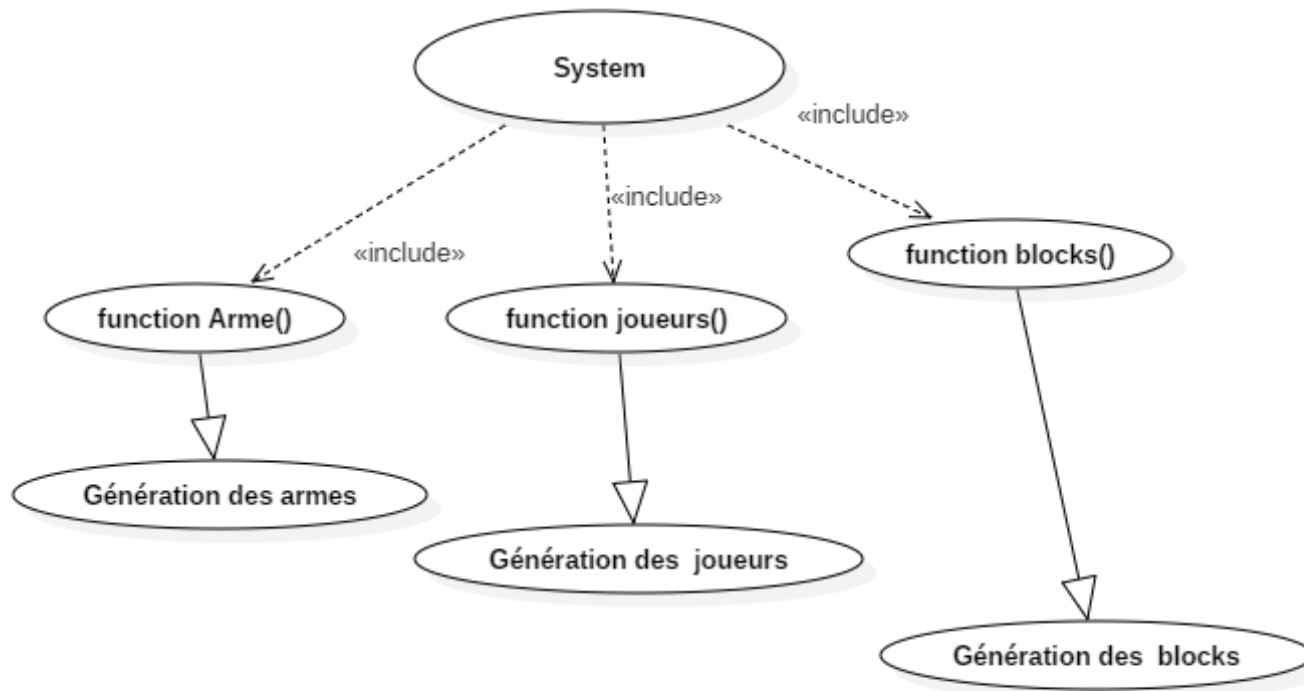 System
«include»
«include»
«include»
function blocks()
function Arme()
function joueurs()
Génération des armes
Génération des  joueurs
Génération des  blocks